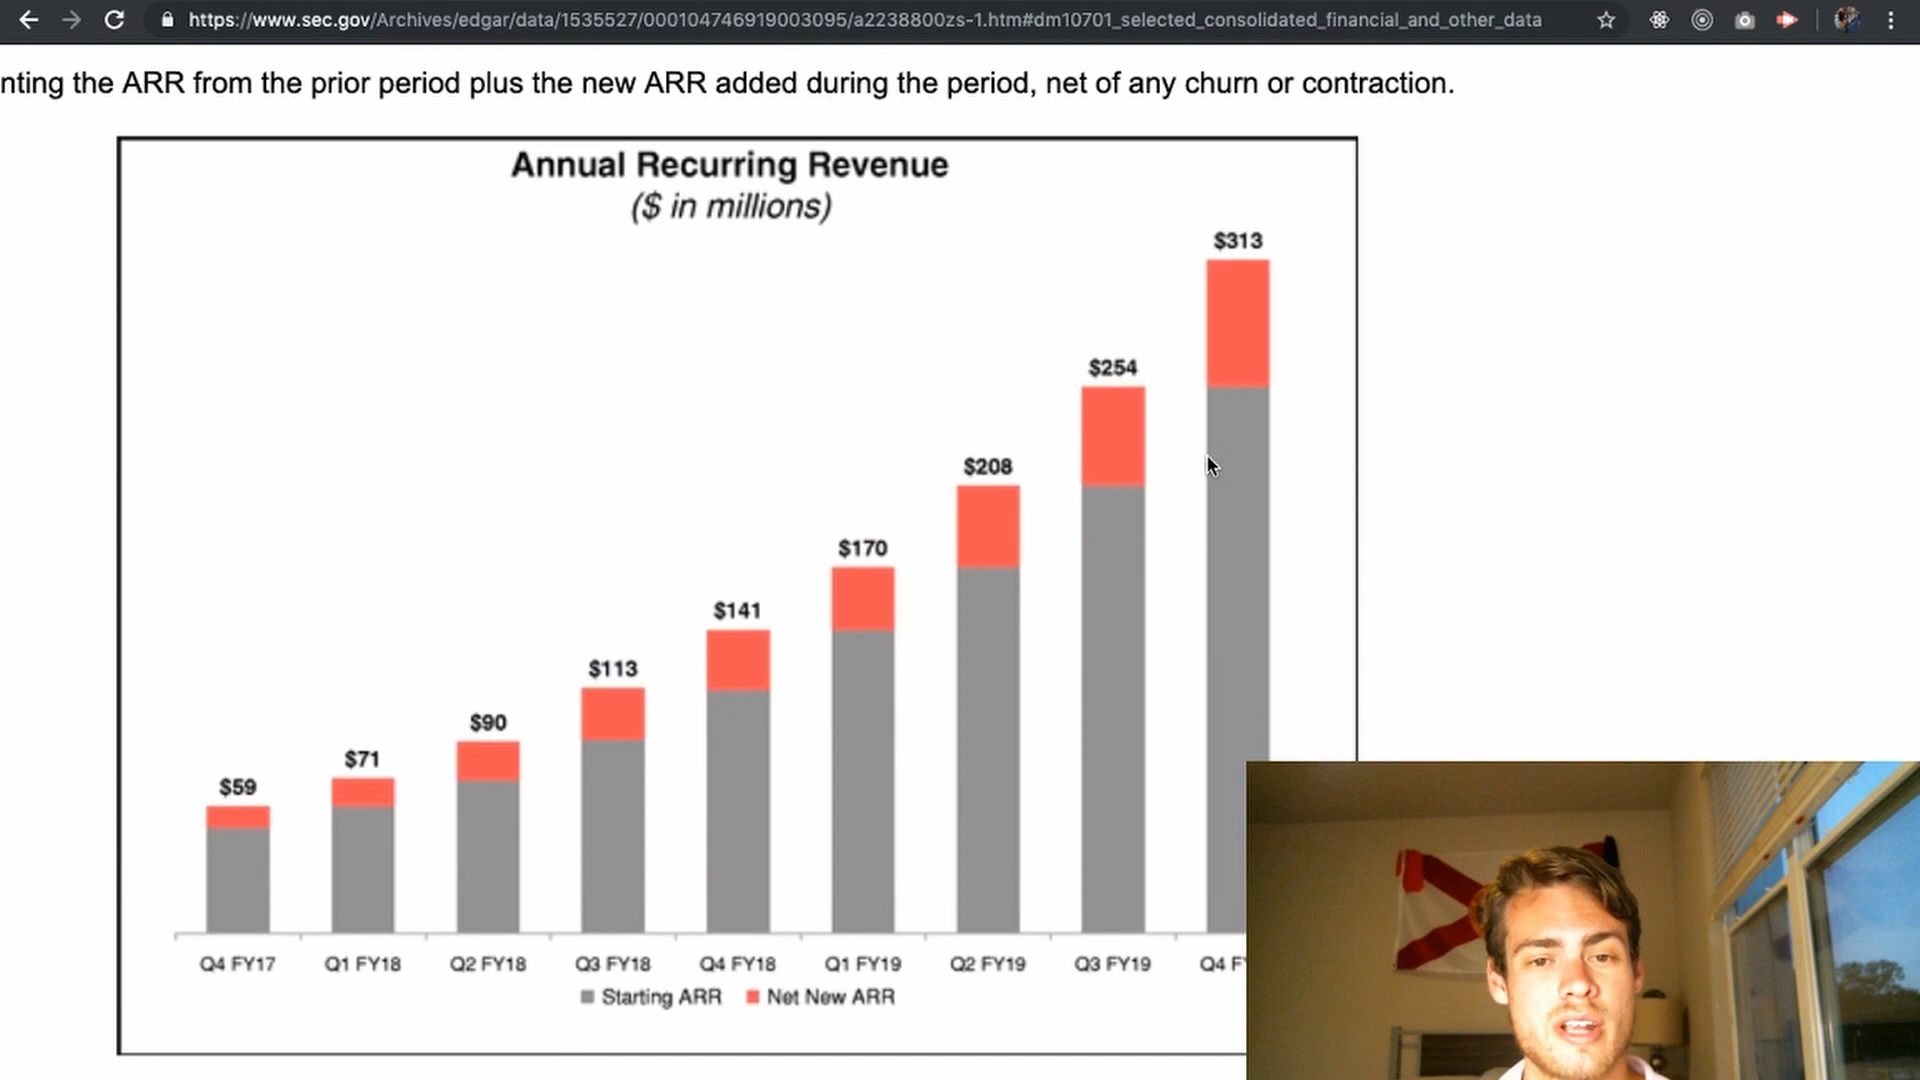 https://www.sec.gov/Archives/edgar/data/1535527/000104746919003095/a2238800zs-1.htm#dm10701_selected_consolidated_financial_and_other_data
nting the ARR from the prior period plus the new ARR added during the period, net of any churn or contraction.
Annual Recurring Revenue
($ in millions)
$313
$254
$208
$170
$141
$113
$90
$71
$59
Q4 FY17 Q1 FY18 Q2 FY18 Q3 FY18 Q4 FY18 Q1 FY19 Q2 FY19 Q3 FY19 Q4 F
Starting ARR Net New ARR